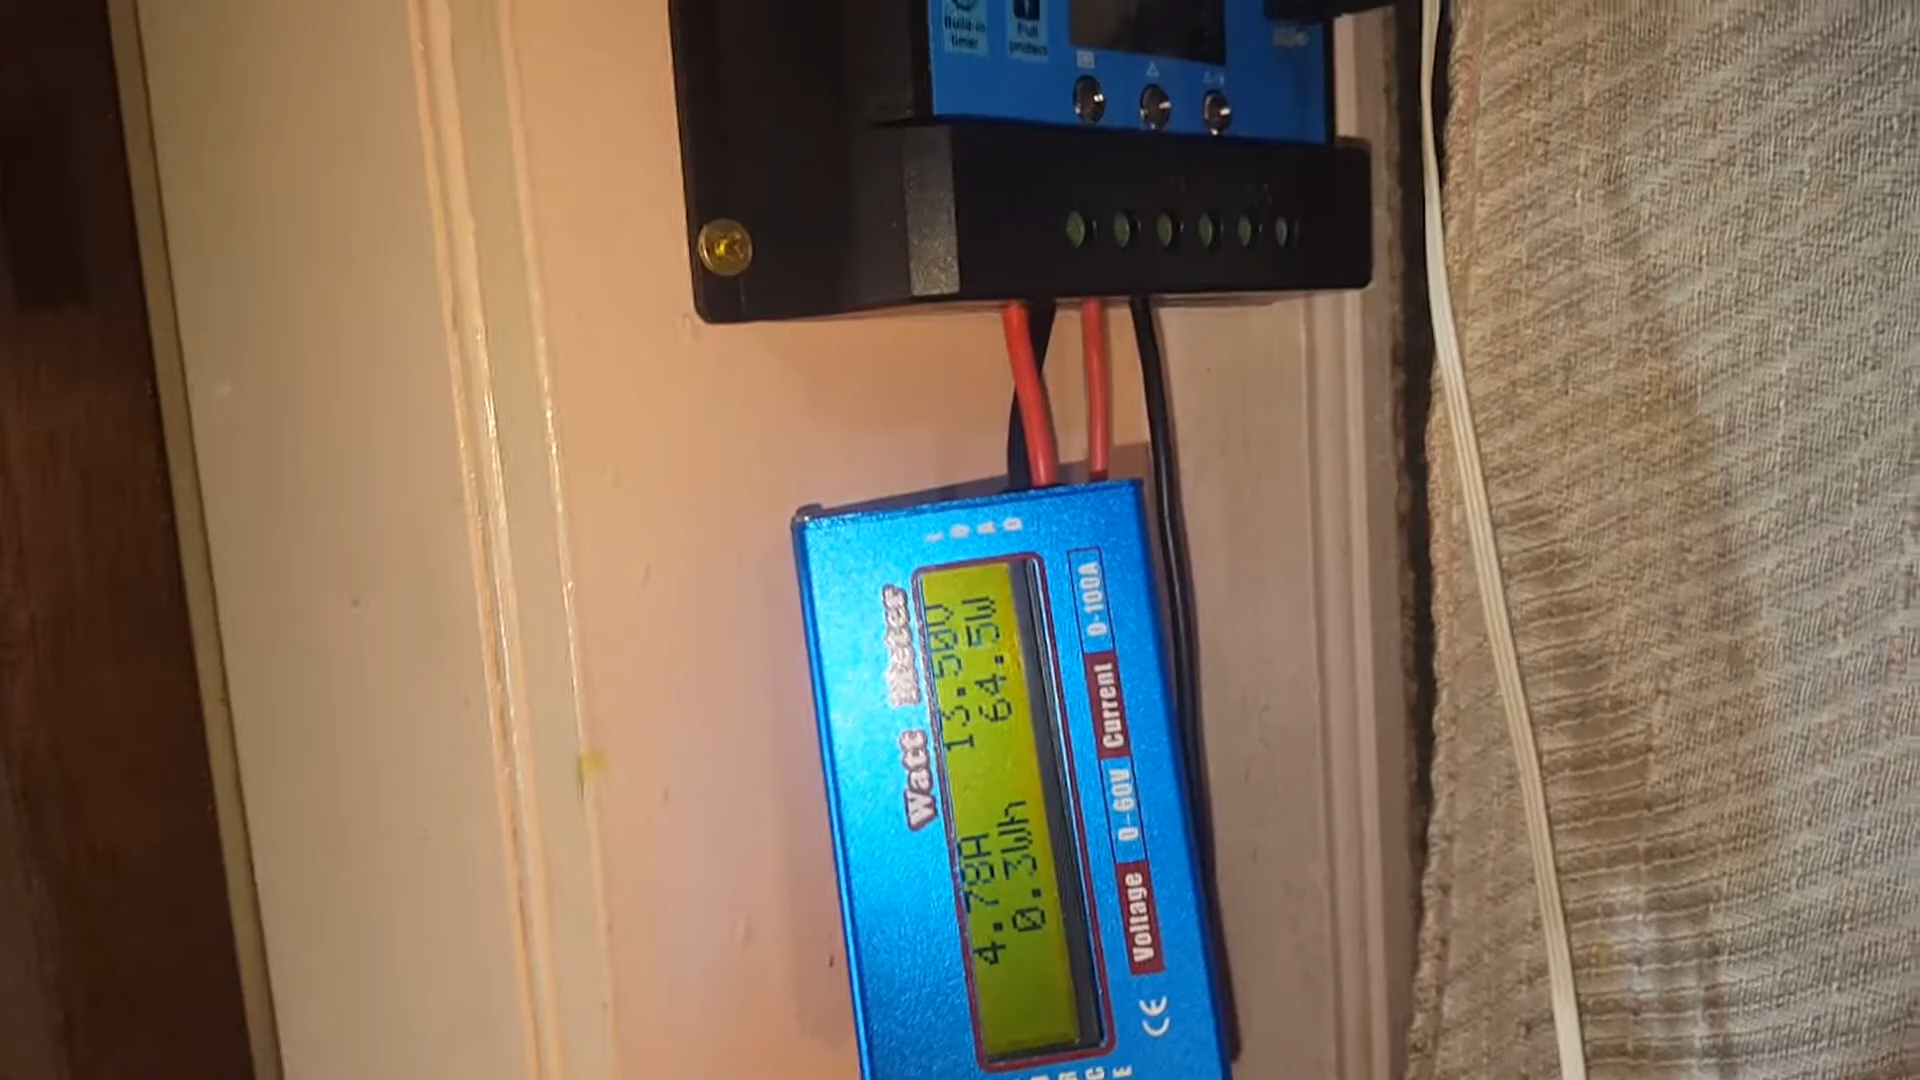 Build-in
timer
Full
protect
LOAD
Watt Meter
4.78A 13.50V
0.3Wh 64.5W
Voltage 0-60V Current 0-100A
CE